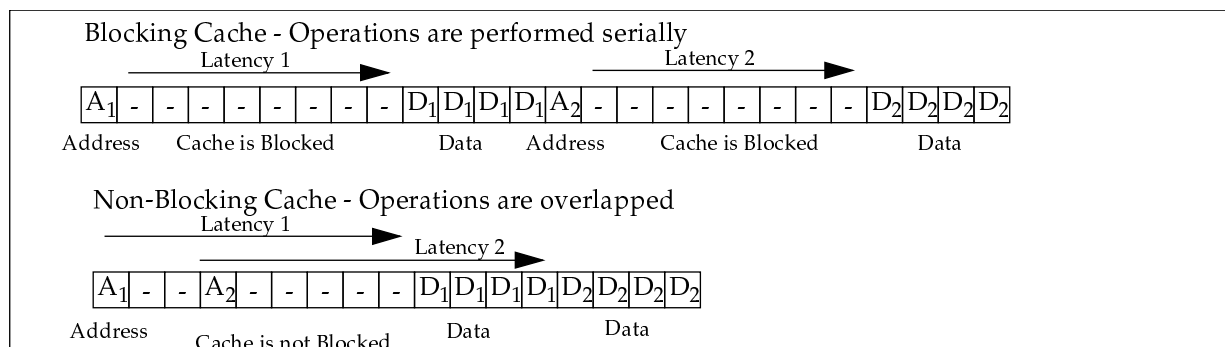 Blocking Cache - Operations are performed serially
Latency 1 Latency 2
A1 - - - - - - - - D1 D1 D1 D1 A2 - - - - - - - - D2 D2 D2 D2
Address Cache is Blocked Data Address Cache is Blocked Data
Non-Blocking Cache - Operations are overlapped
Latency 1
Latency 2
A1 - - A2 - - - - - D1 D1 D1 D1 D2 D2 D2 D2
Address Cache is not Blocked Data Data